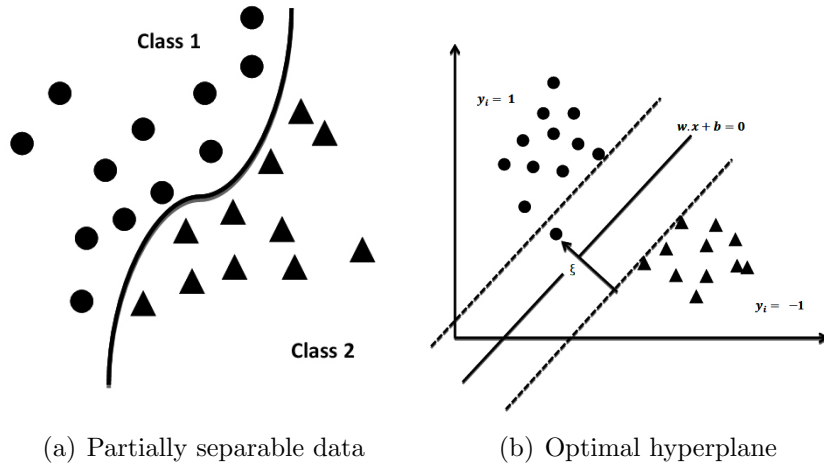 Class 1
Class 2
(a) Partially separable data
y_i = 1
w.x + b = 0
ξ
y_i = −1
(b) Optimal hyperplane